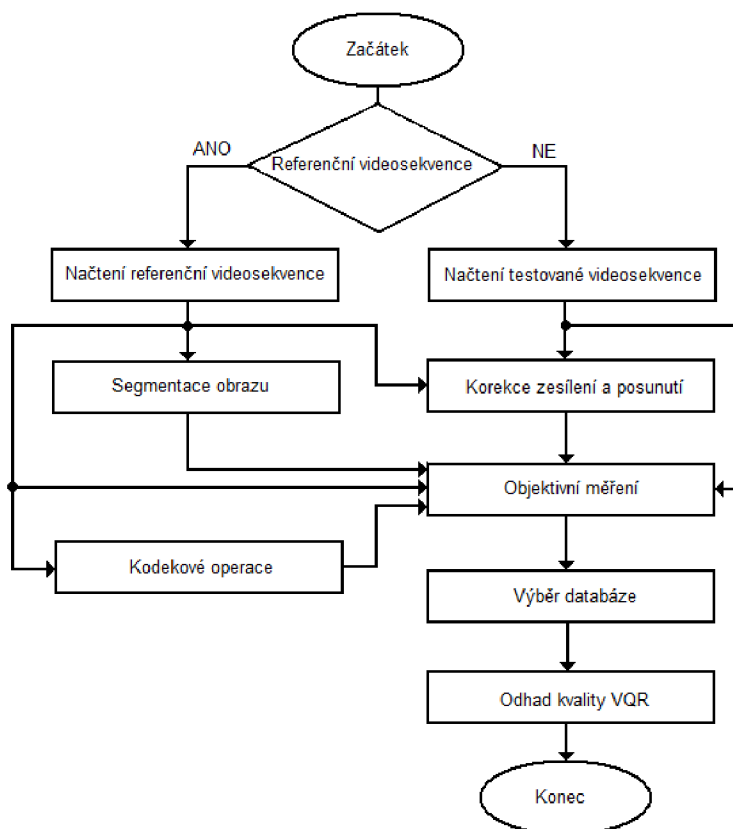 Začátek
ANO
NE
Referenční videosekvence
Načtení referenční videosekvence
Načtení testované videosekvence
Segmentace obrazu
Korekce zesílení a posunutí
Objektivní měření
Kodekové operace
Výběr databáze
Odhad kvality VQR
Konec